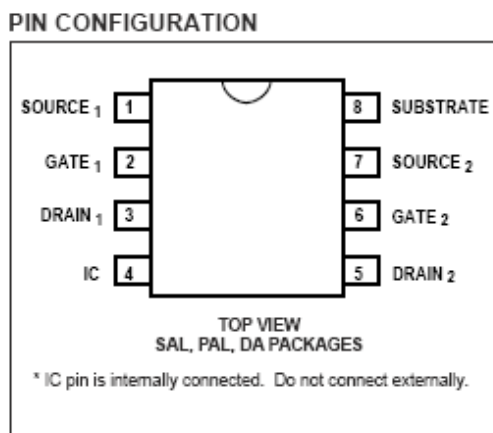 PIN CONFIGURATION
SOURCE 1 1 8 SUBSTRATE
GATE 1 2 7 SOURCE 2
DRAIN 1 3 6 GATE 2
IC 4 5 DRAIN 2
TOP VIEW
SAL, PAL, DA PACKAGES
* IC pin is internally connected. Do not connect externally.